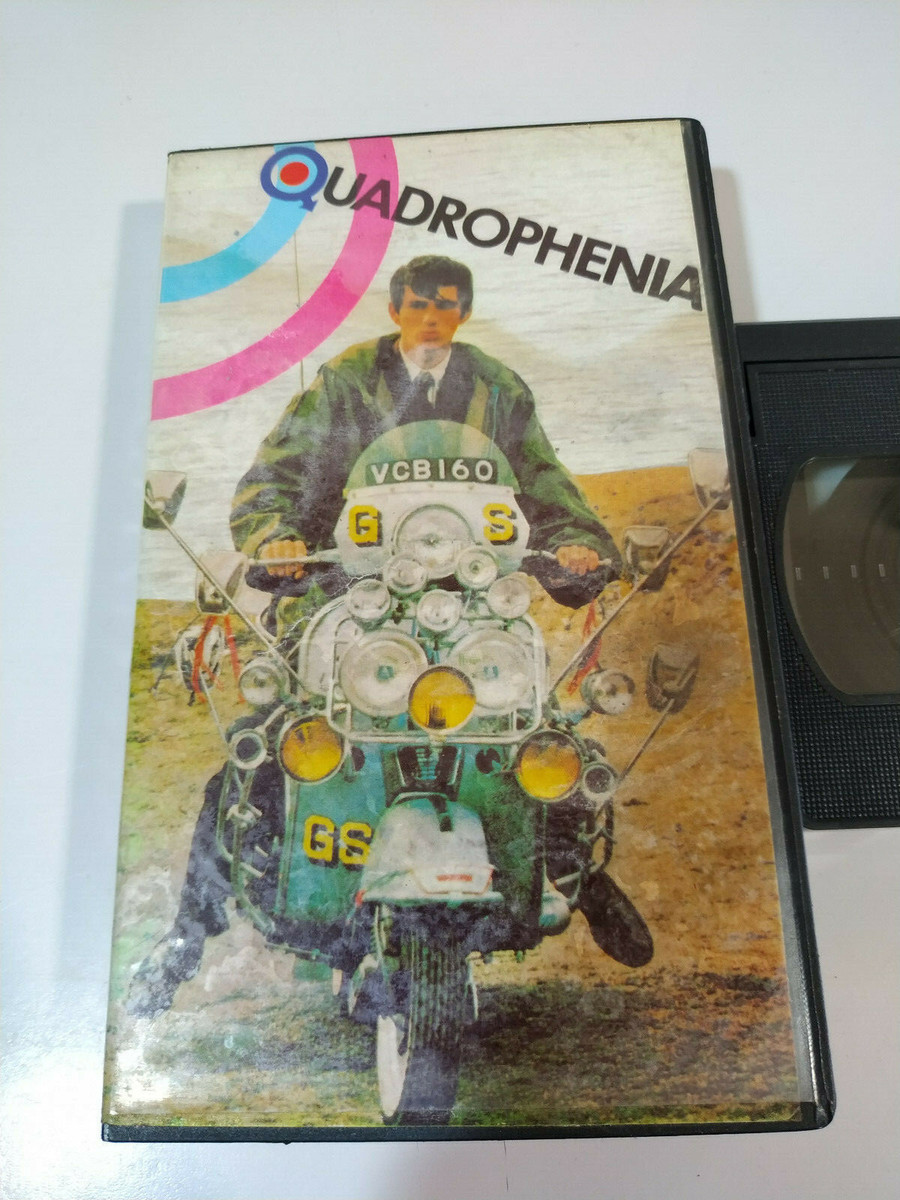 QUADROPHENIA
VCB160
G S
GS